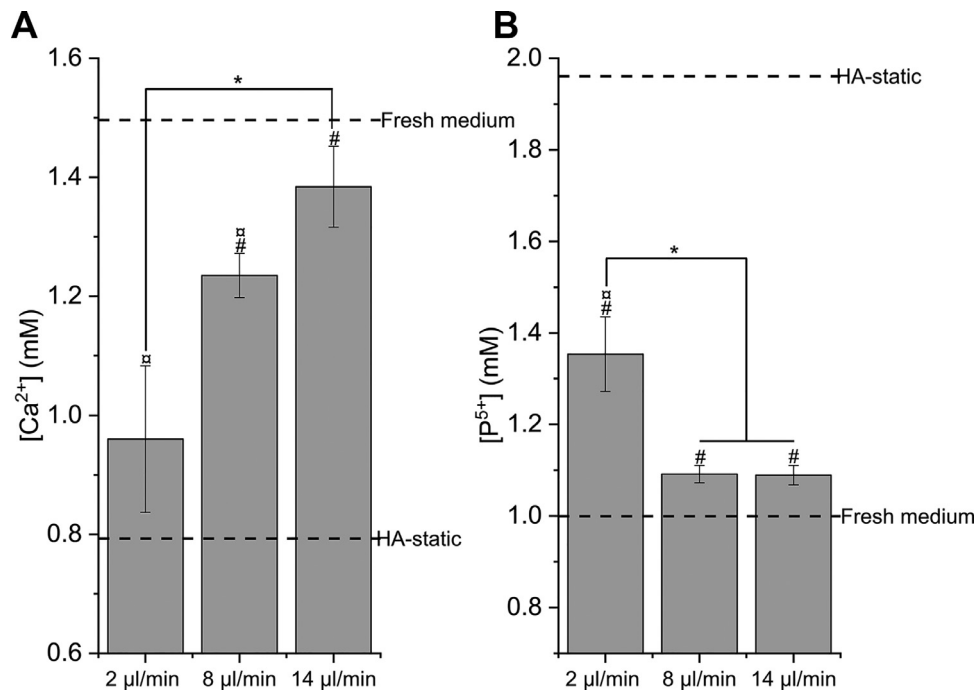 A
[Ca²⁺] (mM)
1.6
1.4
1.2
1.0
0.8
0.6
*
Fresh medium
#
¤
#
¤
HA-static
2 µl/min
8 µl/min
14 µl/min
B
[P⁵⁺] (mM)
2.0
1.8
1.6
1.4
1.2
1.0
0.8
HA-static
*
¤
#
#
#
Fresh medium
2 µl/min
8 µl/min
14 µl/min